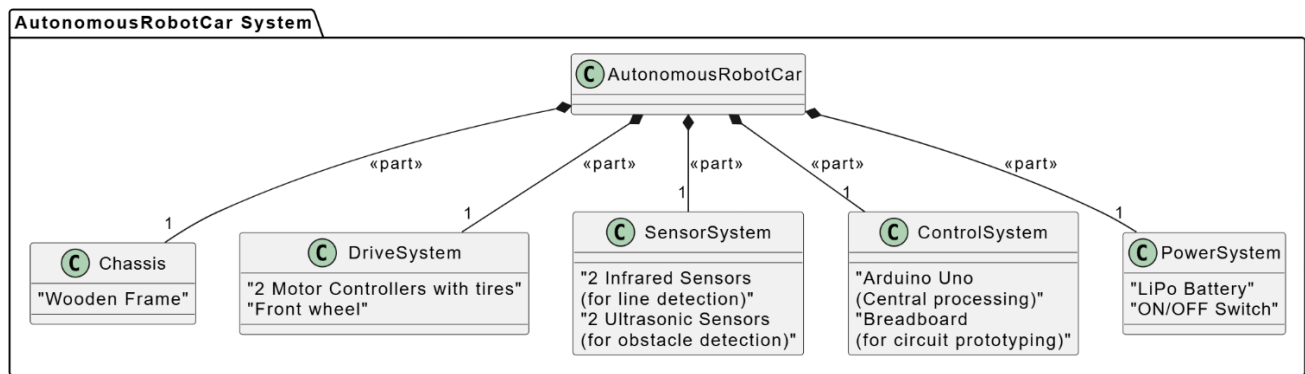 AutonomousRobotCar System
C AutonomousRobotCar
«part»
«part»
«part»
«part»
«part»
1
1
1
1
1
C Chassis
"Wooden Frame"
C DriveSystem
"2 Motor Controllers with tires"
"Front wheel"
C SensorSystem
"2 Infrared Sensors
(for line detection)"
"2 Ultrasonic Sensors
(for obstacle detection)"
C ControlSystem
"Arduino Uno
(Central processing)"
"Breadboard
(for circuit prototyping)"
C PowerSystem
"LiPo Battery"
"ON/OFF Switch"